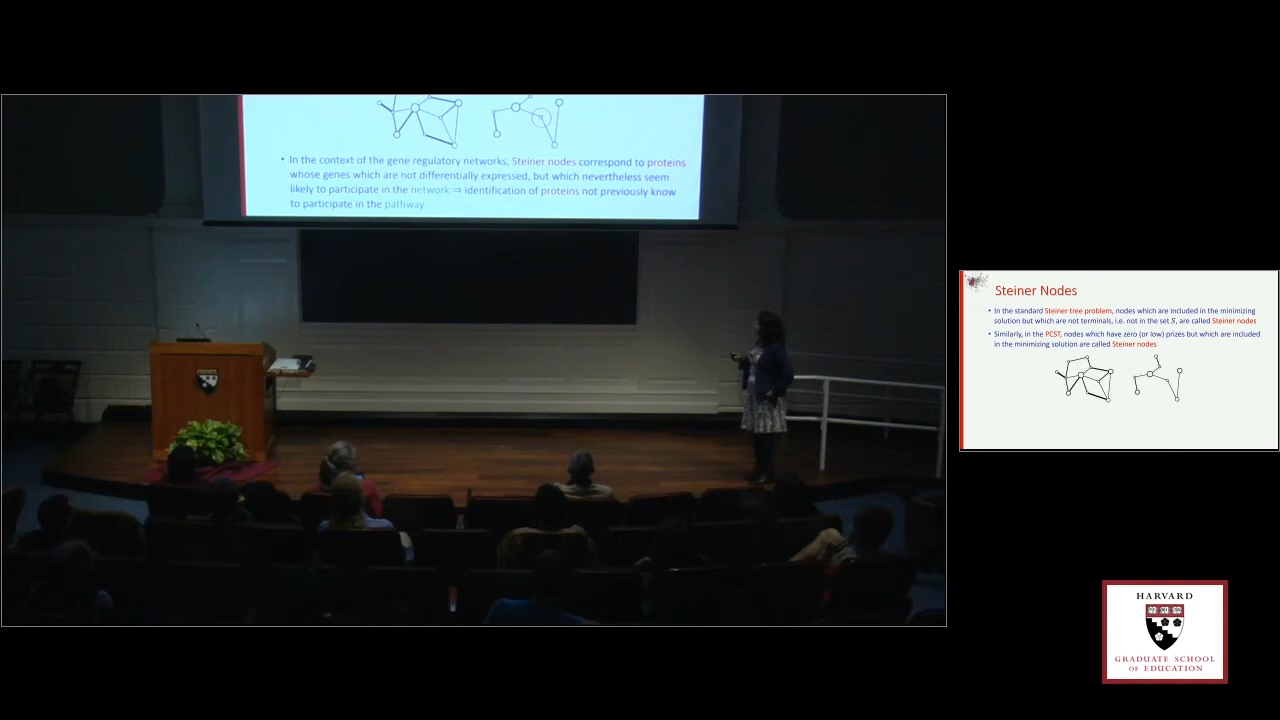 • In the context of the gene regulatory networks, Steiner nodes correspond to proteins
whose genes which are not differentially expressed, but which nevertheless seem
likely to participate in the network ⇒ identification of proteins not previously know
to participate in the pathway
Steiner Nodes
• In the standard Steiner tree problem, nodes which are included in the minimizing
solution but which are not terminals, i.e. not in the set S, are called Steiner nodes
• Similarly, in the PCST, nodes which have zero (or low) prizes but which are included
in the minimizing solution are called Steiner nodes
HARVARD
GRADUATE SCHOOL
OF EDUCATION